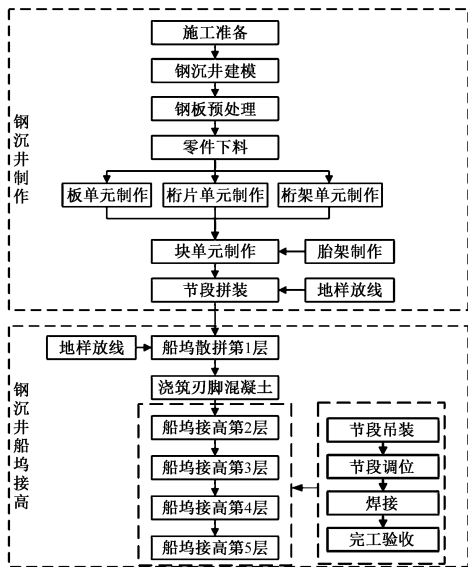 施工准备
钢沉井建模
钢板预处理
零件下料
板单元制作 桁片单元制作 桁架单元制作
块单元制作 胎架制作
节段拼装 地样放线
钢沉井制作
地样放线 船坞散拼第1层
浇筑刃脚混凝土
船坞接高第2层
船坞接高第3层
船坞接高第4层
船坞接高第5层
节段吊装
节段调位
焊接
完工验收
钢沉井船坞接高